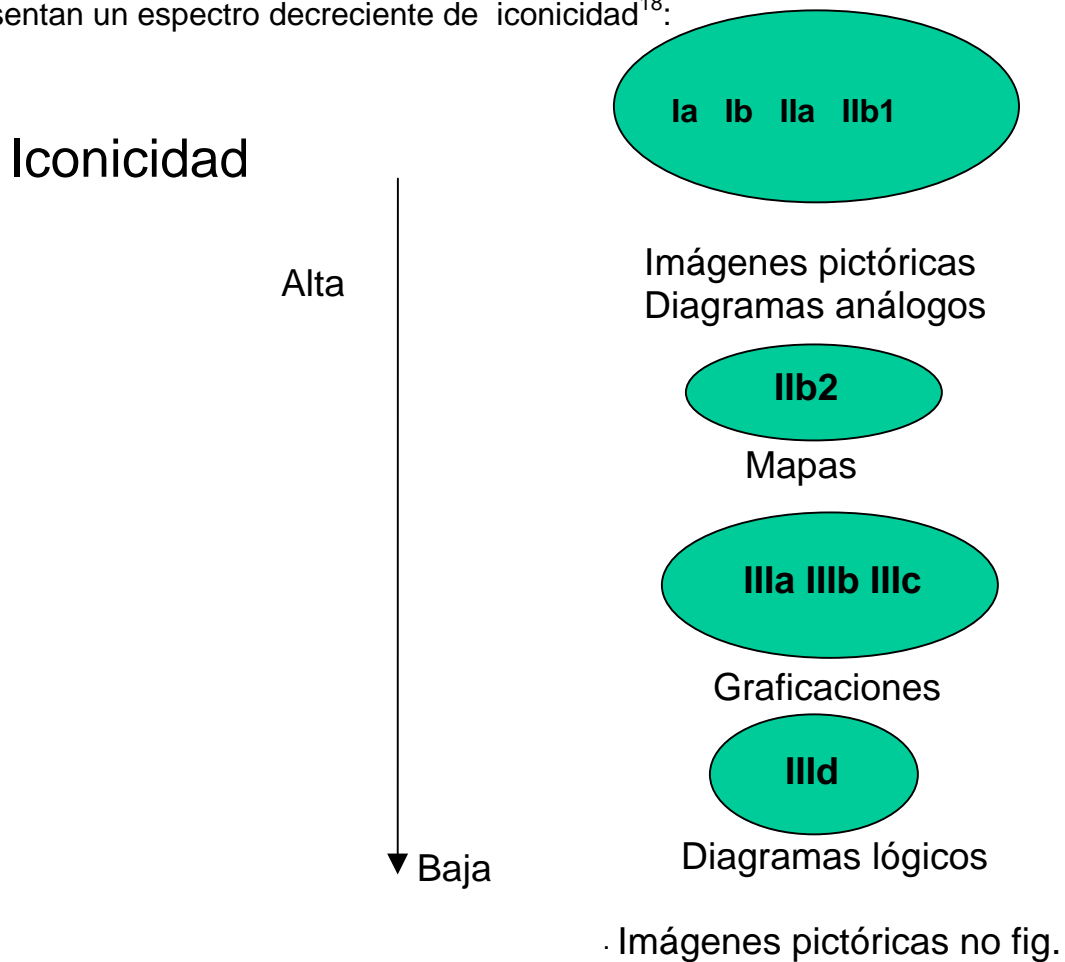 sentan un espectro decreciente de iconicidad18:
Ia Ib IIa IIb1
Iconicidad
Alta
Imágenes pictóricas
Diagramas análogos
IIb2
Mapas
IIIa IIIb IIIc
Graficaciones
IIId
Diagramas lógicos
Baja
. Imágenes pictóricas no fig.